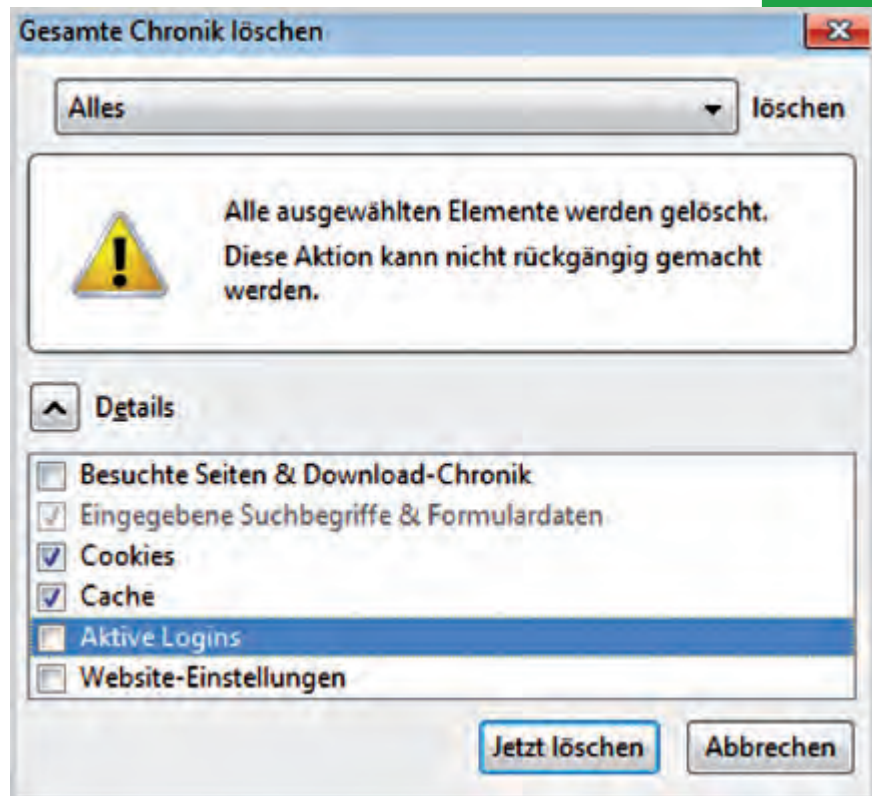 Gesamte Chronik löschen
Alles löschen
Alle ausgewählten Elemente werden gelöscht.
Diese Aktion kann nicht rückgängig gemacht
werden.
Details
Besuchte Seiten & Download-Chronik
Eingegebene Suchbegriffe & Formulardaten
Cookies
Cache
Aktive Logins
Website-Einstellungen
Jetzt löschen Abbrechen